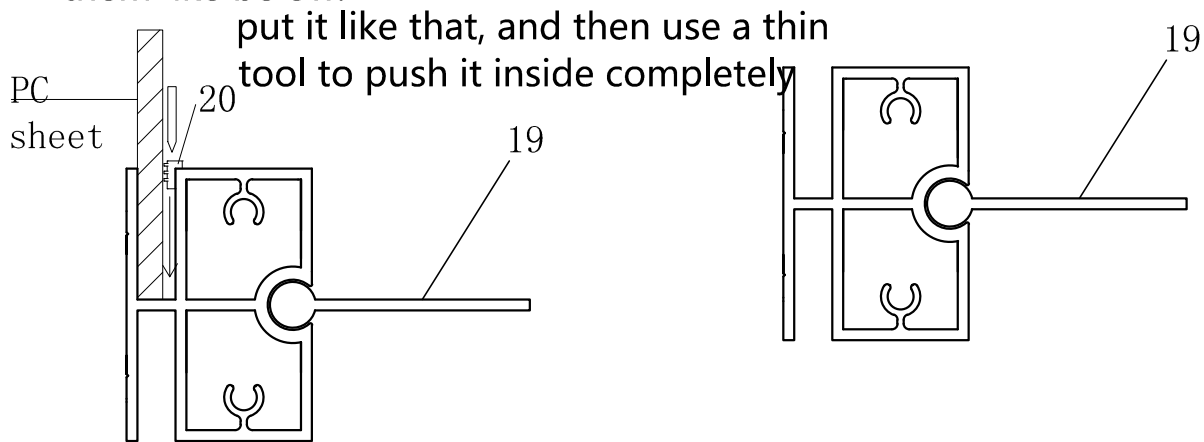 put it like that, and then use a thin
tool to push it inside completely
PC
sheet
20
19
19